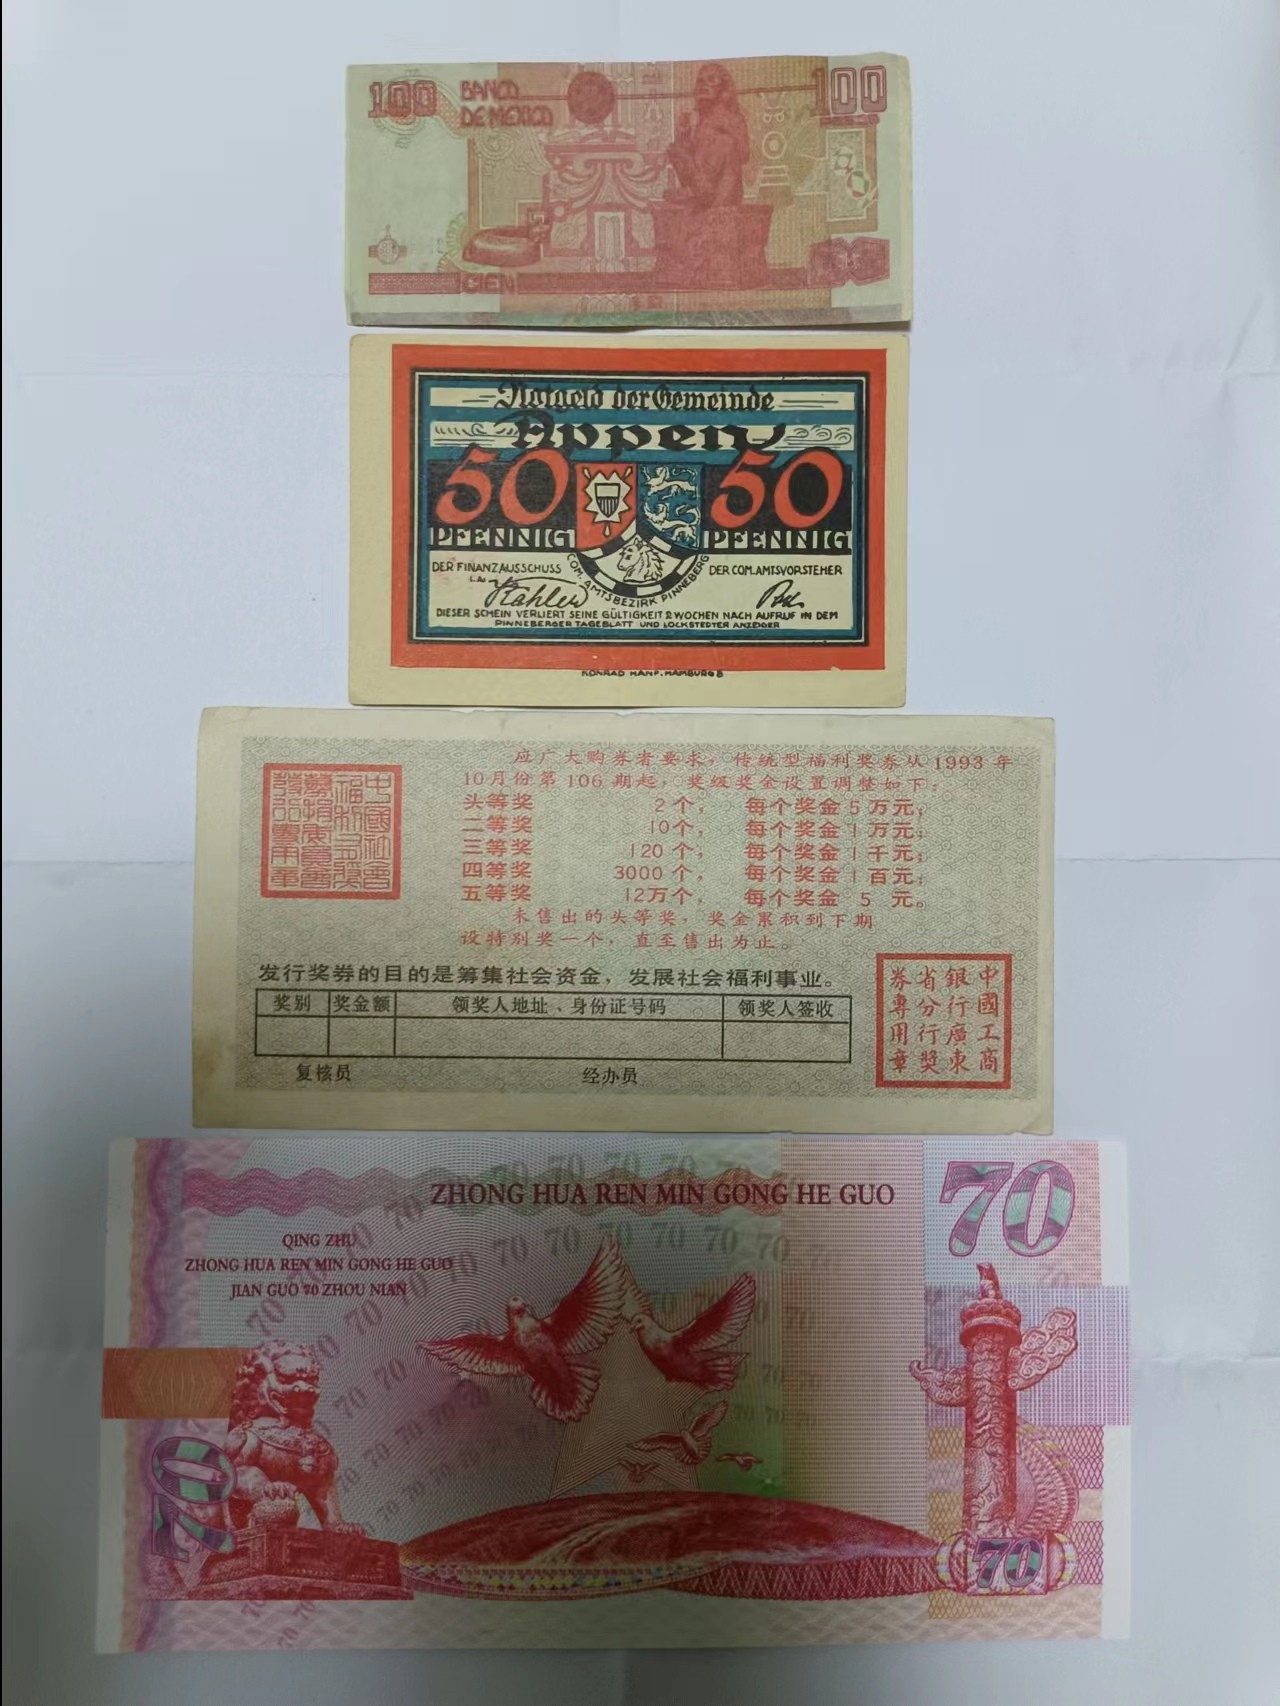 100
BANCO
DE MEXICO
100
CIEN
Notgeld der Gemeinde
Appen
50 50
PFENNIG PFENNIG
DER FINANZAUSSCHUSS
DER COM. AMTSVORSTEHER
COM. AMTSBEZIRK PINNEBERG
DIESER SCHEIN VERLIERT SEINE GÜLTIGKEIT 2 WOCHEN NACH AUFRUF IN DEM
PINNEBERGER TAGEBLATT UND LOCKSTEDTER ANZEIGER
KONRAD HANF, HAMBURG 8
应广大购券者要求,传统型福利奖券从1993年
10月份第106期起,奖级奖金设置调整如下:
头等奖 2个, 每个奖金5万元;
二等奖 10个, 每个奖金1万元;
三等奖 120个, 每个奖金1千元;
四等奖 3000个, 每个奖金1百元;
五等奖 12万个, 每个奖金5元。
未售出的头等奖,奖金累积到下期
设特别奖一个,直至售出为止。
发行奖券的目的是筹集社会资金,发展社会福利事业。
奖别 奖金额 领奖人地址、身份证号码 领奖人签收
复核员 经办员
中國工商
銀行廣東
省分行獎
券專用章
ZHONG HUA REN MIN GONG HE GUO
70
QING ZHU
ZHONG HUA REN MIN GONG HE GUO
JIAN GUO 70 ZHOU NIAN
70
70